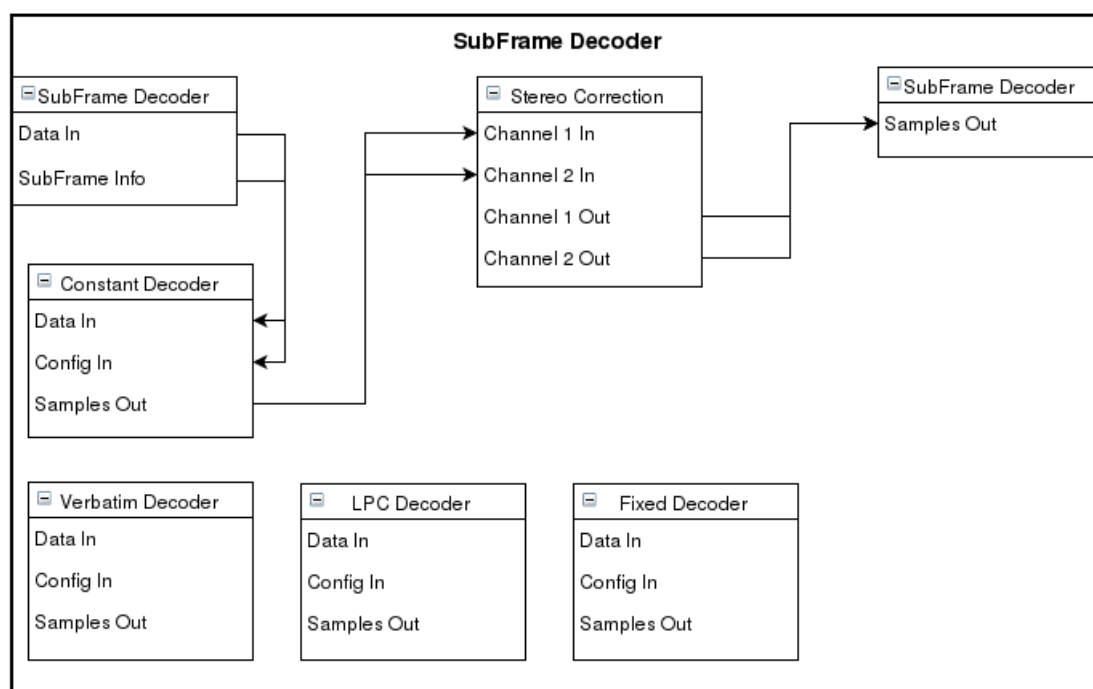 SubFrame Decoder
SubFrame Decoder
Data In
SubFrame Info
Stereo Correction
Channel 1 In
Channel 2 In
Channel 1 Out
Channel 2 Out
SubFrame Decoder
Samples Out
Constant Decoder
Data In
Config In
Samples Out
Verbatim Decoder
Data In
Config In
Samples Out
LPC Decoder
Data In
Config In
Samples Out
Fixed Decoder
Data In
Config In
Samples Out